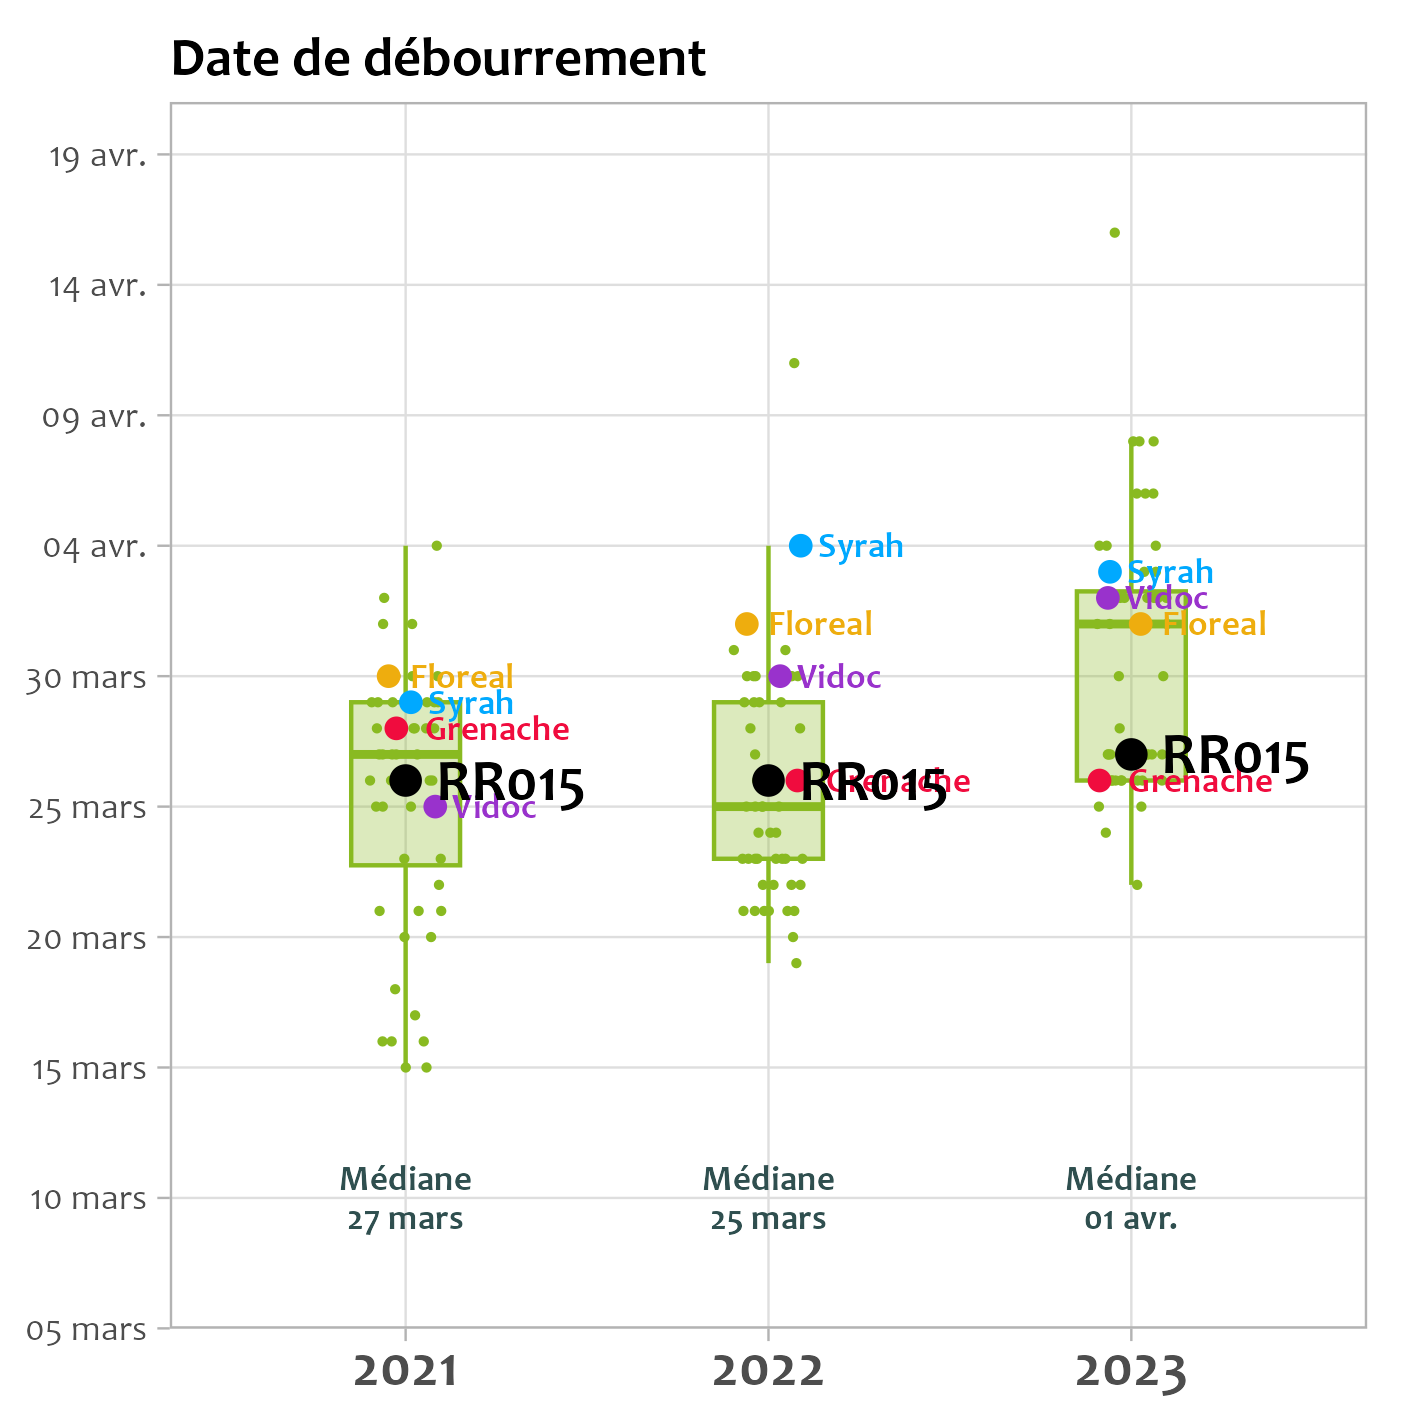 Date de débourrement
19 avr.
14 avr.
09 avr.
04 avr.
30 mars
25 mars
20 mars
15 mars
10 mars
05 mars
Floreal
Syrah
Grenache
RR015
Vidoc
Médiane
27 mars
Syrah
Floreal
Vidoc
RR015
Grenache
Médiane
25 mars
Syrah
Vidoc
Floreal
RR015
Grenache
Médiane
01 avr.
2021
2022
2023